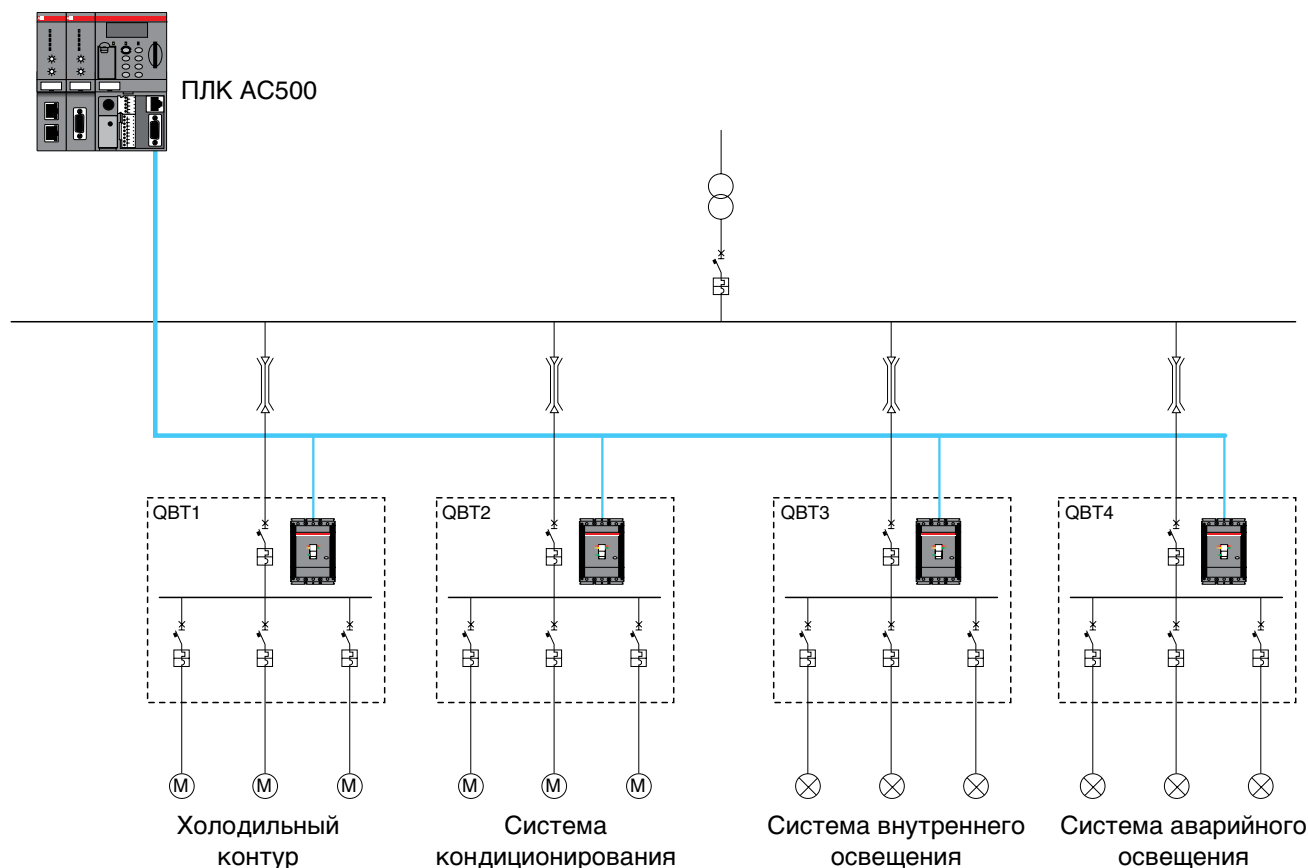 ПЛК AC500
QBT1
QBT2
QBT3
QBT4
M
M
M
M
M
M
Холодильный
контур
Система
кондиционирования
Система внутреннего
освещения
Система аварийного
освещения